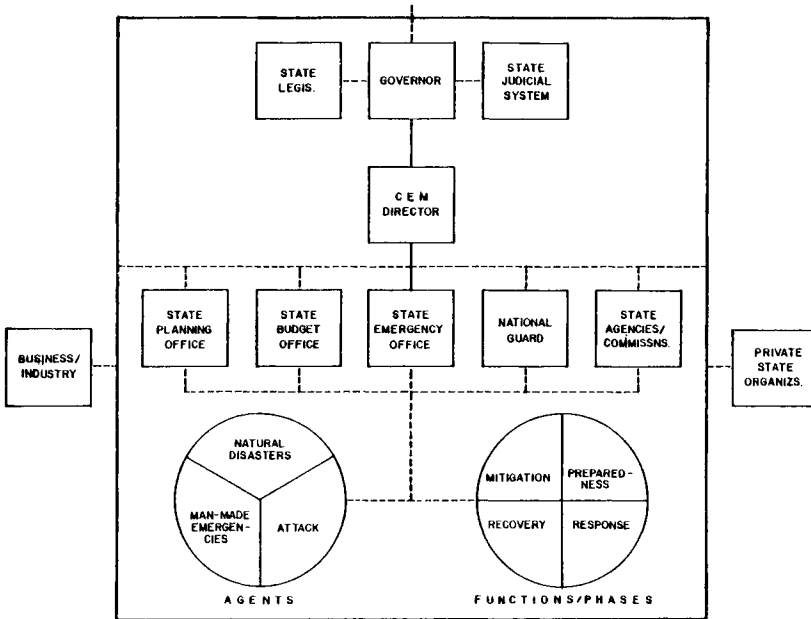 STATE
LEGIS.
GOVERNOR
STATE
JUDICIAL
SYSTEM
C E M
DIRECTOR
STATE
PLANNING
OFFICE
STATE
BUDGET
OFFICE
STATE
EMERGENCY
OFFICE
NATIONAL
GUARD
STATE
AGENCIES/
COMMISSNS.
BUSINESS/
INDUSTRY
PRIVATE
STATE
ORGANIZS.
NATURAL
DISASTERS
MAN-MADE
EMERGEN-
CIES
ATTACK
MITIGATION
PREPARED-
NESS
RECOVERY
RESPONSE
AGENTS
FUNCTIONS/PHASES